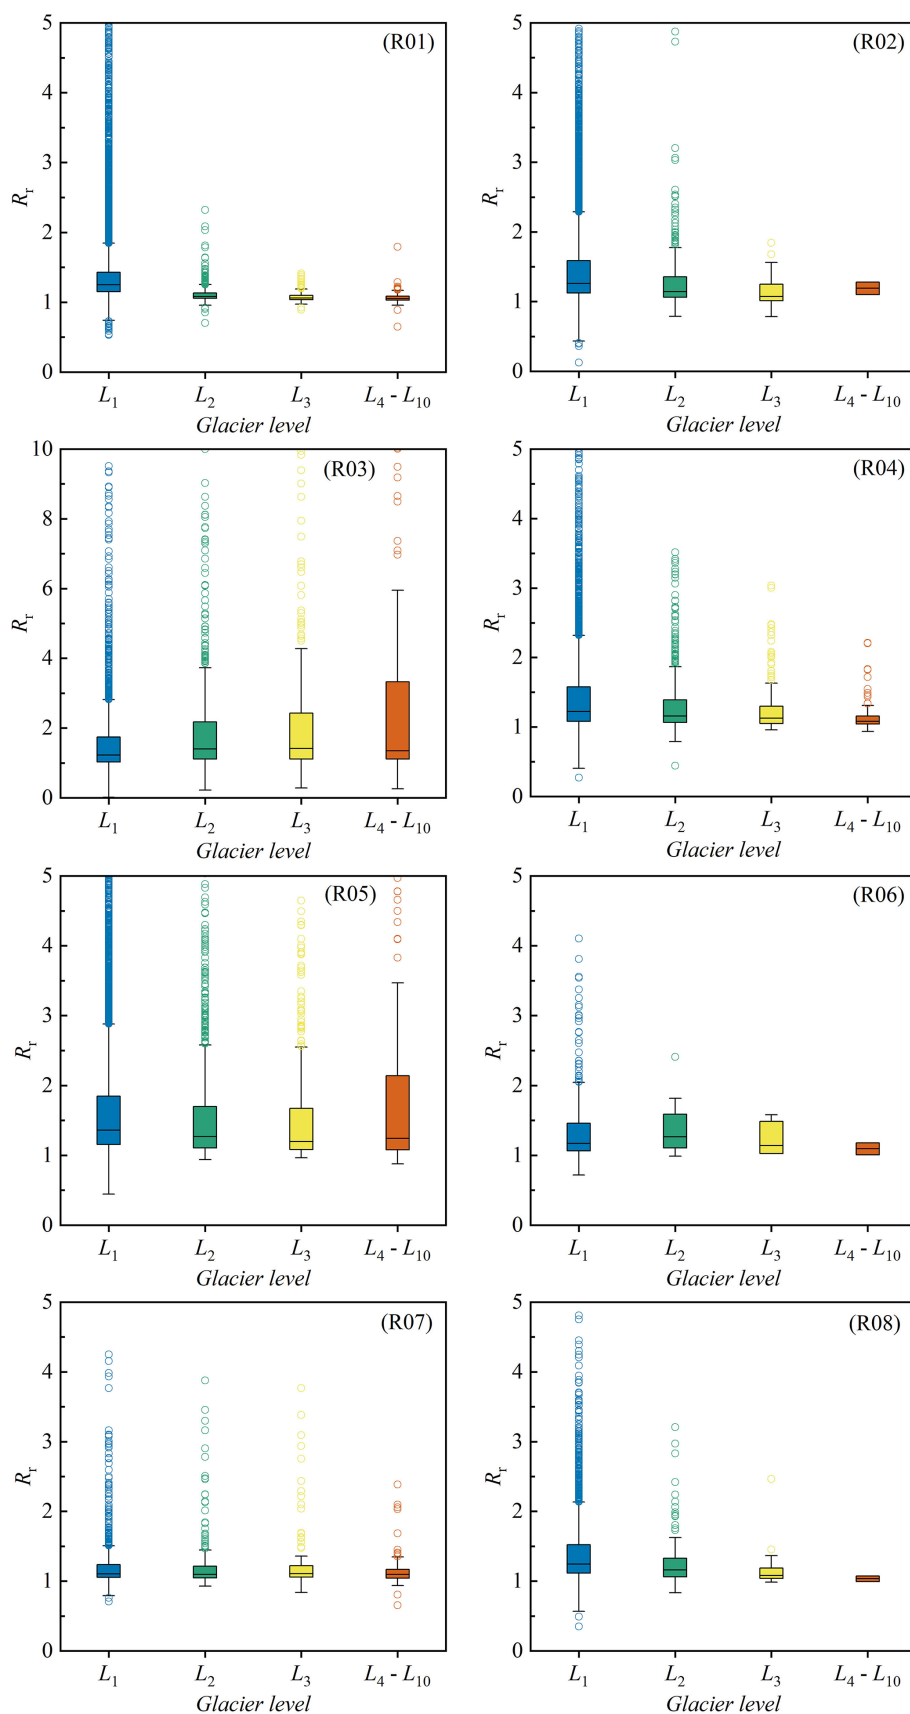 5 (R01)
4
3
2
1
0
Rr
L1 L2 L3 L4 - L10
Glacier level
5 (R02)
4
3
2
1
0
Rr
L1 L2 L3 L4 - L10
Glacier level
10 (R03)
8
6
4
2
0
Rr
L1 L2 L3 L4 - L10
Glacier level
5 (R04)
4
3
2
1
0
Rr
L1 L2 L3 L4 - L10
Glacier level
5 (R05)
4
3
2
1
0
Rr
L1 L2 L3 L4 - L10
Glacier level
5 (R06)
4
3
2
1
0
Rr
L1 L2 L3 L4 - L10
Glacier level
5 (R07)
4
3
2
1
0
Rr
L1 L2 L3 L4 - L10
Glacier level
5 (R08)
4
3
2
1
0
Rr
L1 L2 L3 L4 - L10
Glacier level